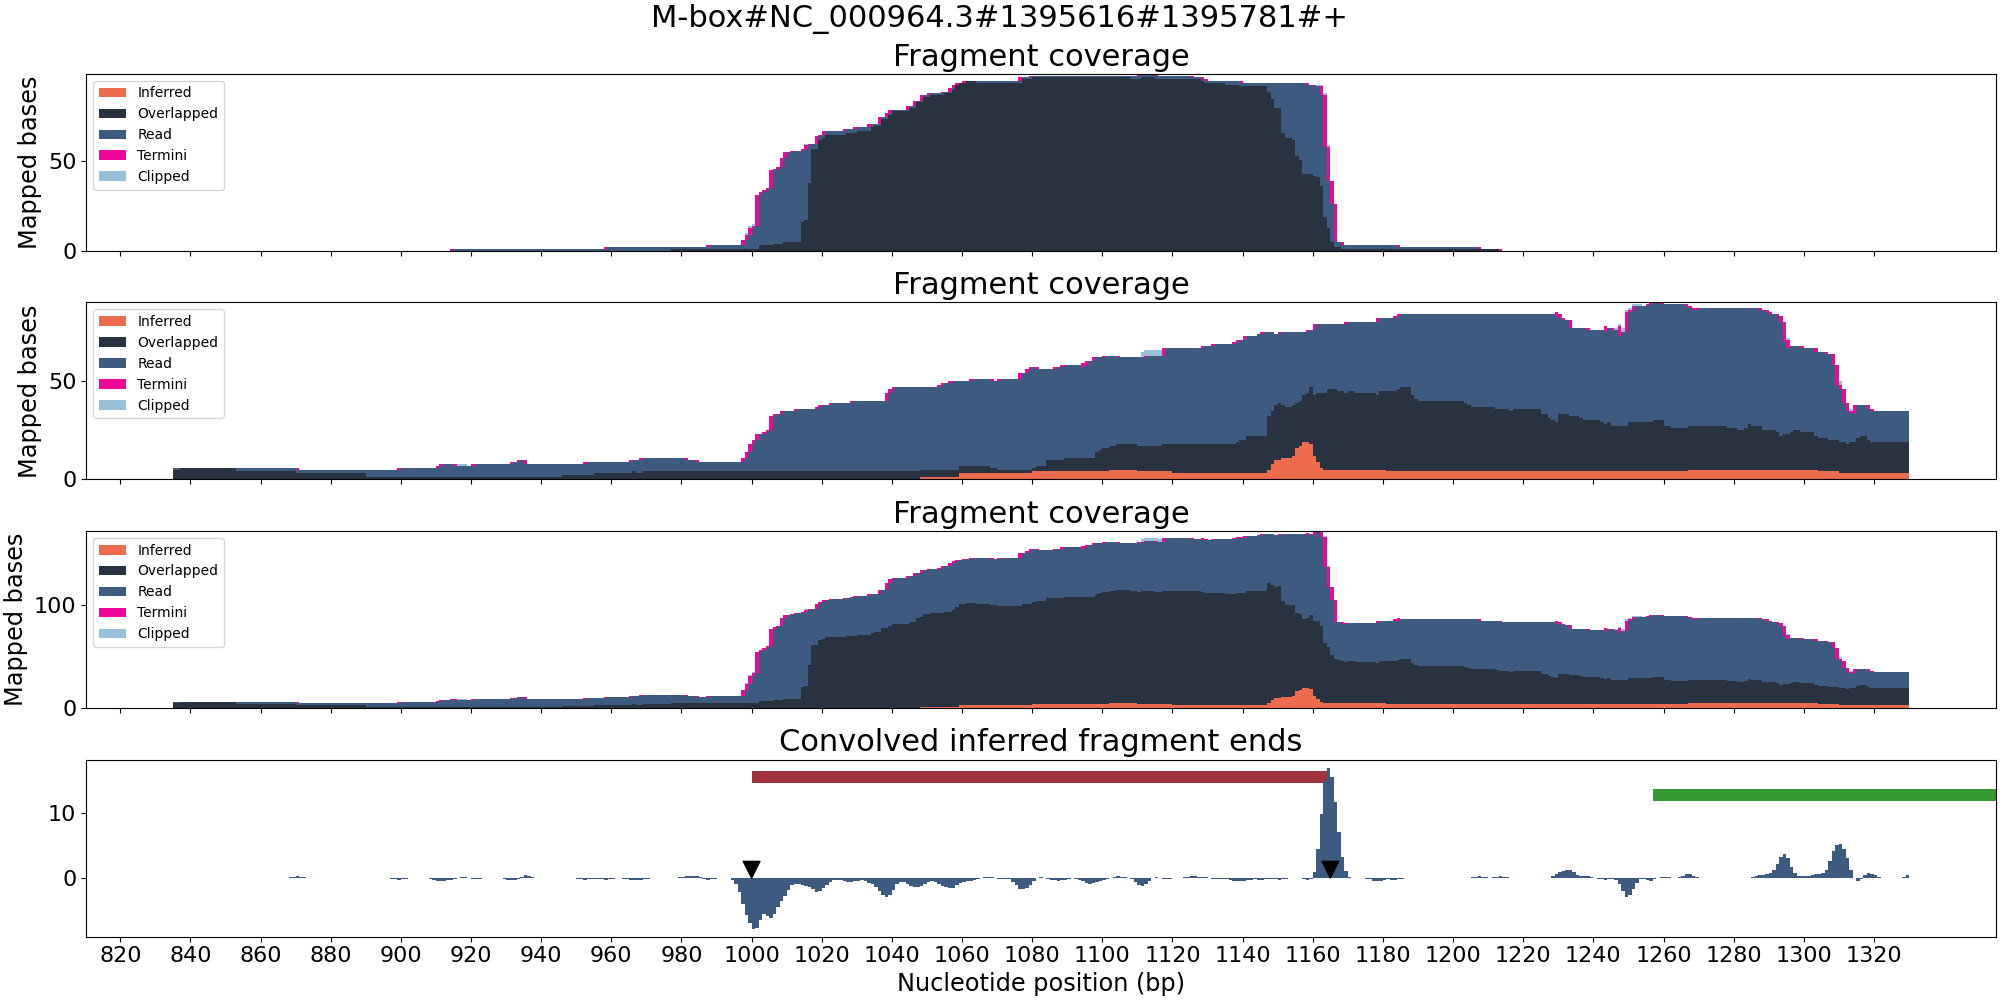 M-box#NC_000964.3#1395616#1395781#+
Fragment coverage
Mapped bases
50
0
Inferred
Overlapped
Read
Termini
Clipped
Fragment coverage
Mapped bases
50
0
Inferred
Overlapped
Read
Termini
Clipped
Fragment coverage
Mapped bases
100
0
Inferred
Overlapped
Read
Termini
Clipped
Convolved inferred fragment ends
10
0
820 840 860 880 900 920 940 960 980 1000 1020 1040 1060 1080 1100 1120 1140 1160 1180 1200 1220 1240 1260 1280 1300 1320
Nucleotide position (bp)